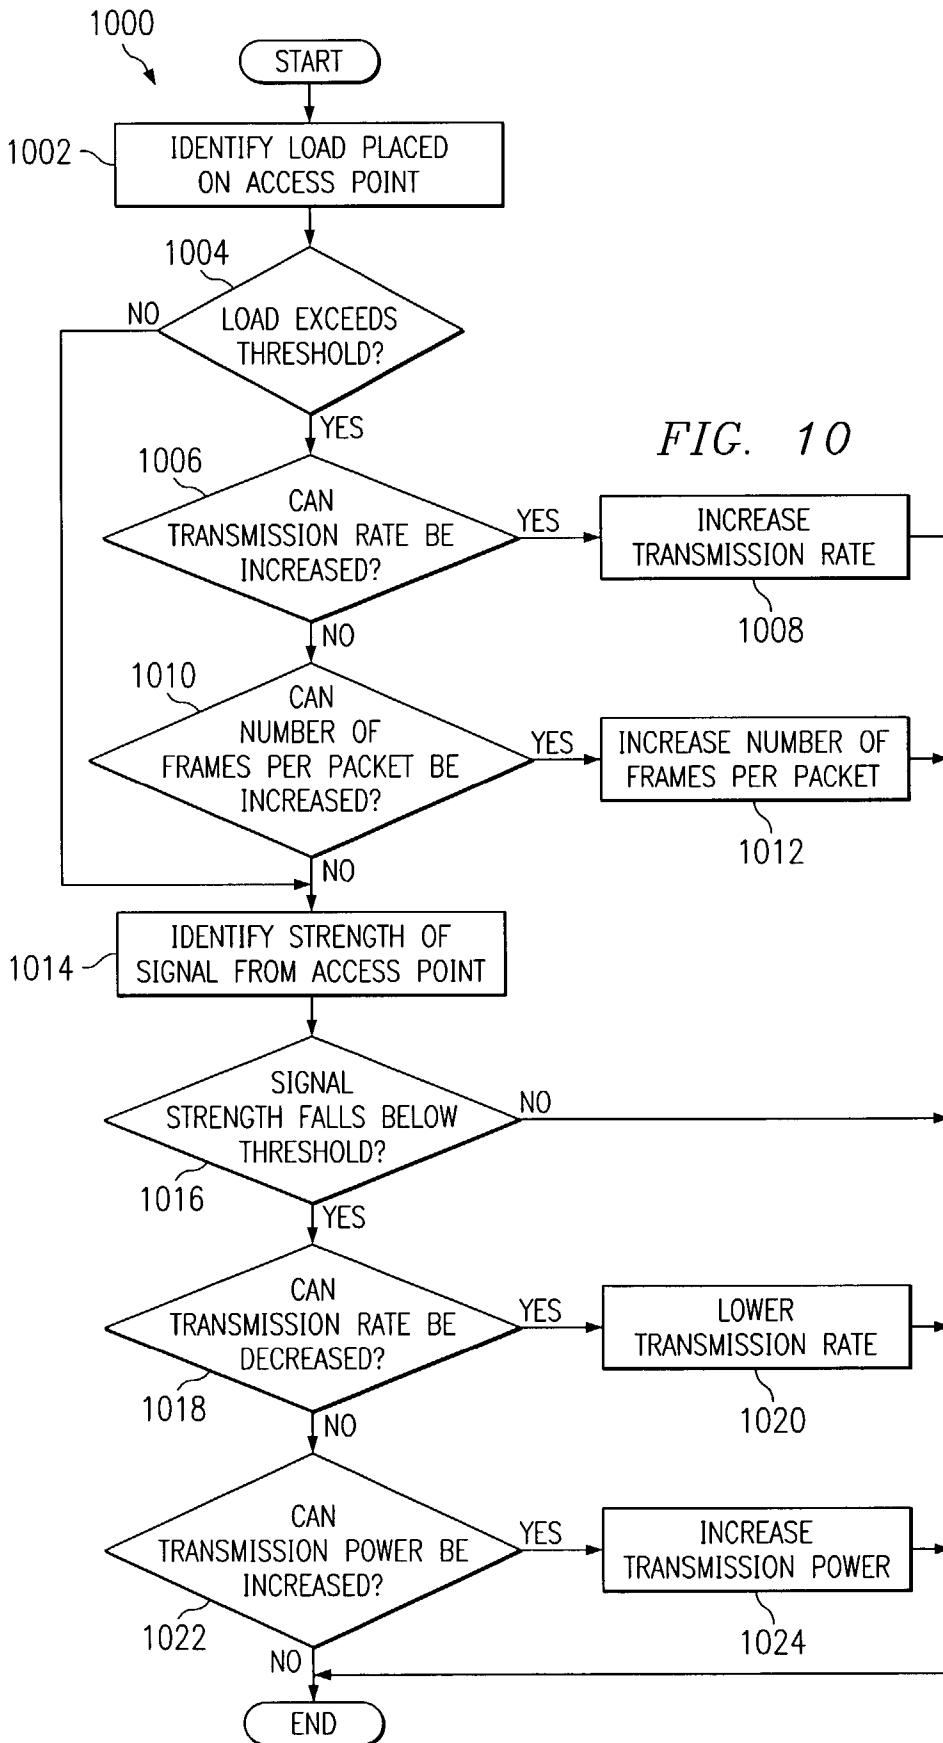 1000
START
1002
IDENTIFY LOAD PLACED
ON ACCESS POINT
1004
NO
LOAD EXCEEDS
THRESHOLD?
YES
FIG. 10
1006
CAN
TRANSMISSION RATE BE
INCREASED?
YES
INCREASE
TRANSMISSION RATE
1008
NO
1010
CAN
NUMBER OF
FRAMES PER PACKET BE
INCREASED?
YES
INCREASE NUMBER OF
FRAMES PER PACKET
1012
NO
1014
IDENTIFY STRENGTH OF
SIGNAL FROM ACCESS POINT
SIGNAL
STRENGTH FALLS BELOW
THRESHOLD?
NO
1016
YES
CAN
TRANSMISSION RATE BE
DECREASED?
YES
LOWER
TRANSMISSION RATE
1018
1020
NO
CAN
TRANSMISSION POWER BE
INCREASED?
YES
INCREASE
TRANSMISSION POWER
1022
1024
NO
END